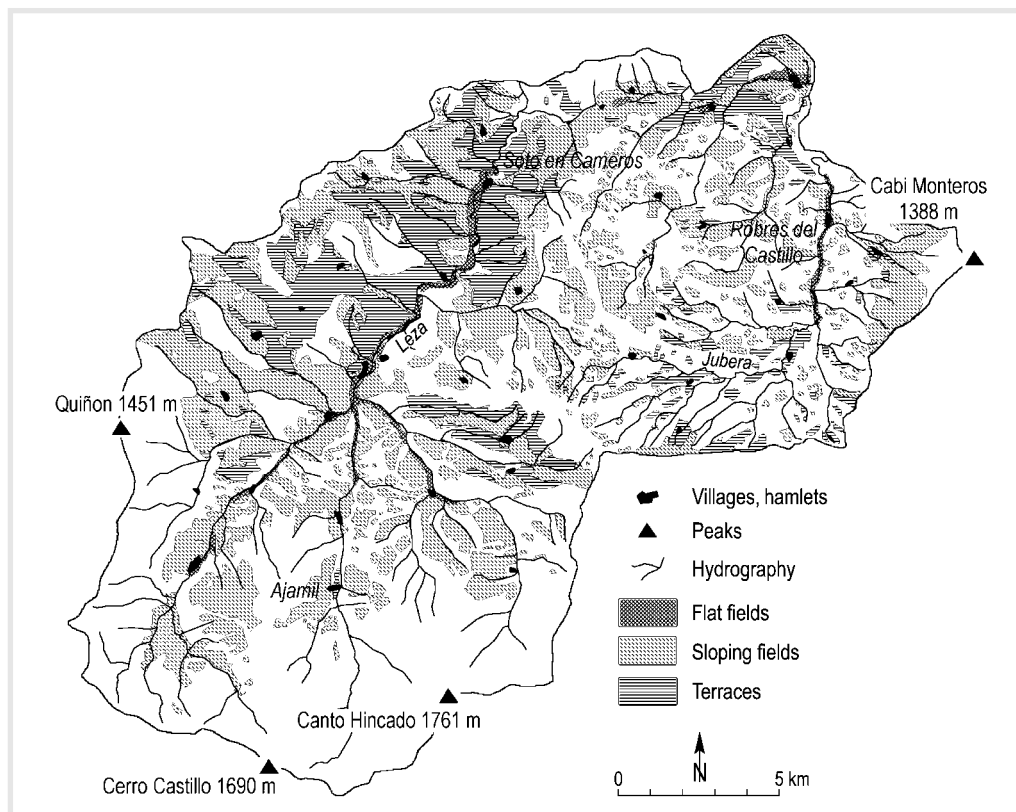 Soto en Cameros
Cabi Monteros
1388 m
Robres del
Castillo
Leza
Jubera
Quiñon 1451 m
Ajamil
Canto Hincado 1761 m
Cerro Castillo 1690 m
Villages, hamlets
Peaks
Hydrography
Flat fields
Sloping fields
Terraces
N
0 5 km